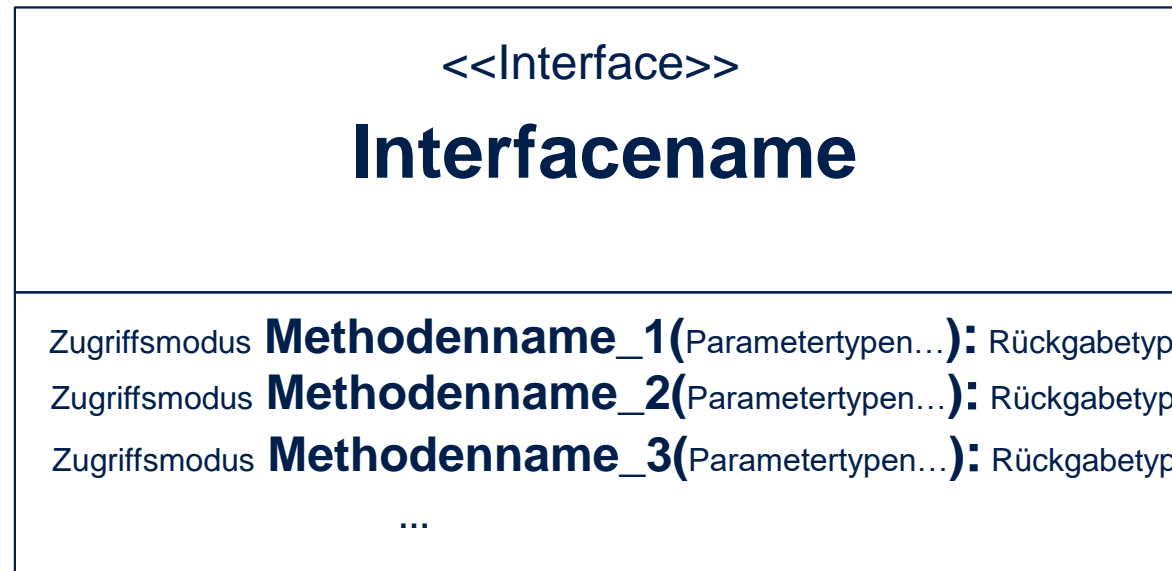 <<Interface>>
Interfacename
Zugriffsmodus Methodenname_1(Parametertypen…): Rückgabetyp
Zugriffsmodus Methodenname_2(Parametertypen…): Rückgabetyp
Zugriffsmodus Methodenname_3(Parametertypen…): Rückgabetyp
…